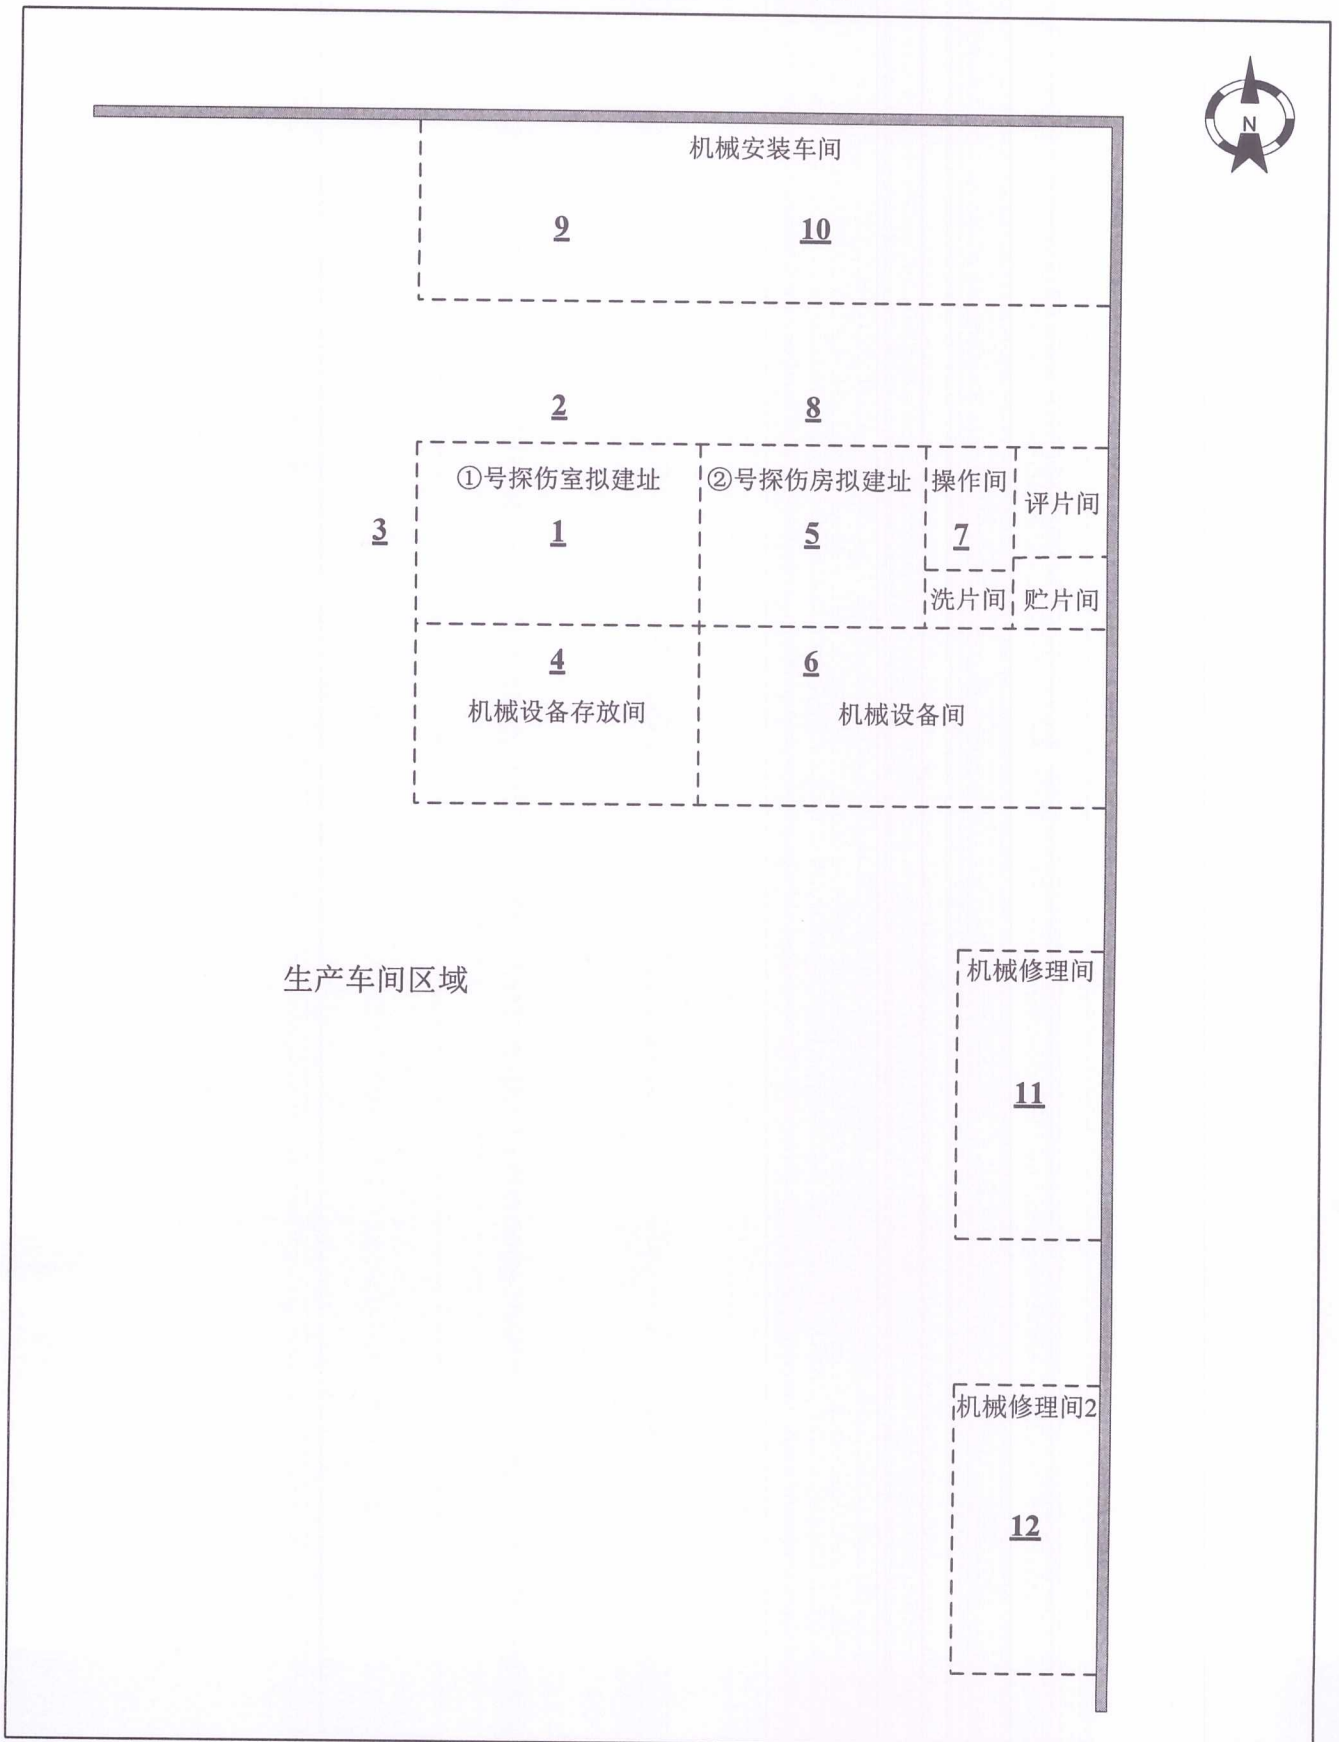 N
机械安装车间
9
10
2
8
①号探伤室拟建址
②号探伤房拟建址
操作间
评片间
3
1
5
7
洗片间
贮片间
4
6
机械设备存放间
机械设备间
生产车间区域
机械修理间
11
机械修理间2
12